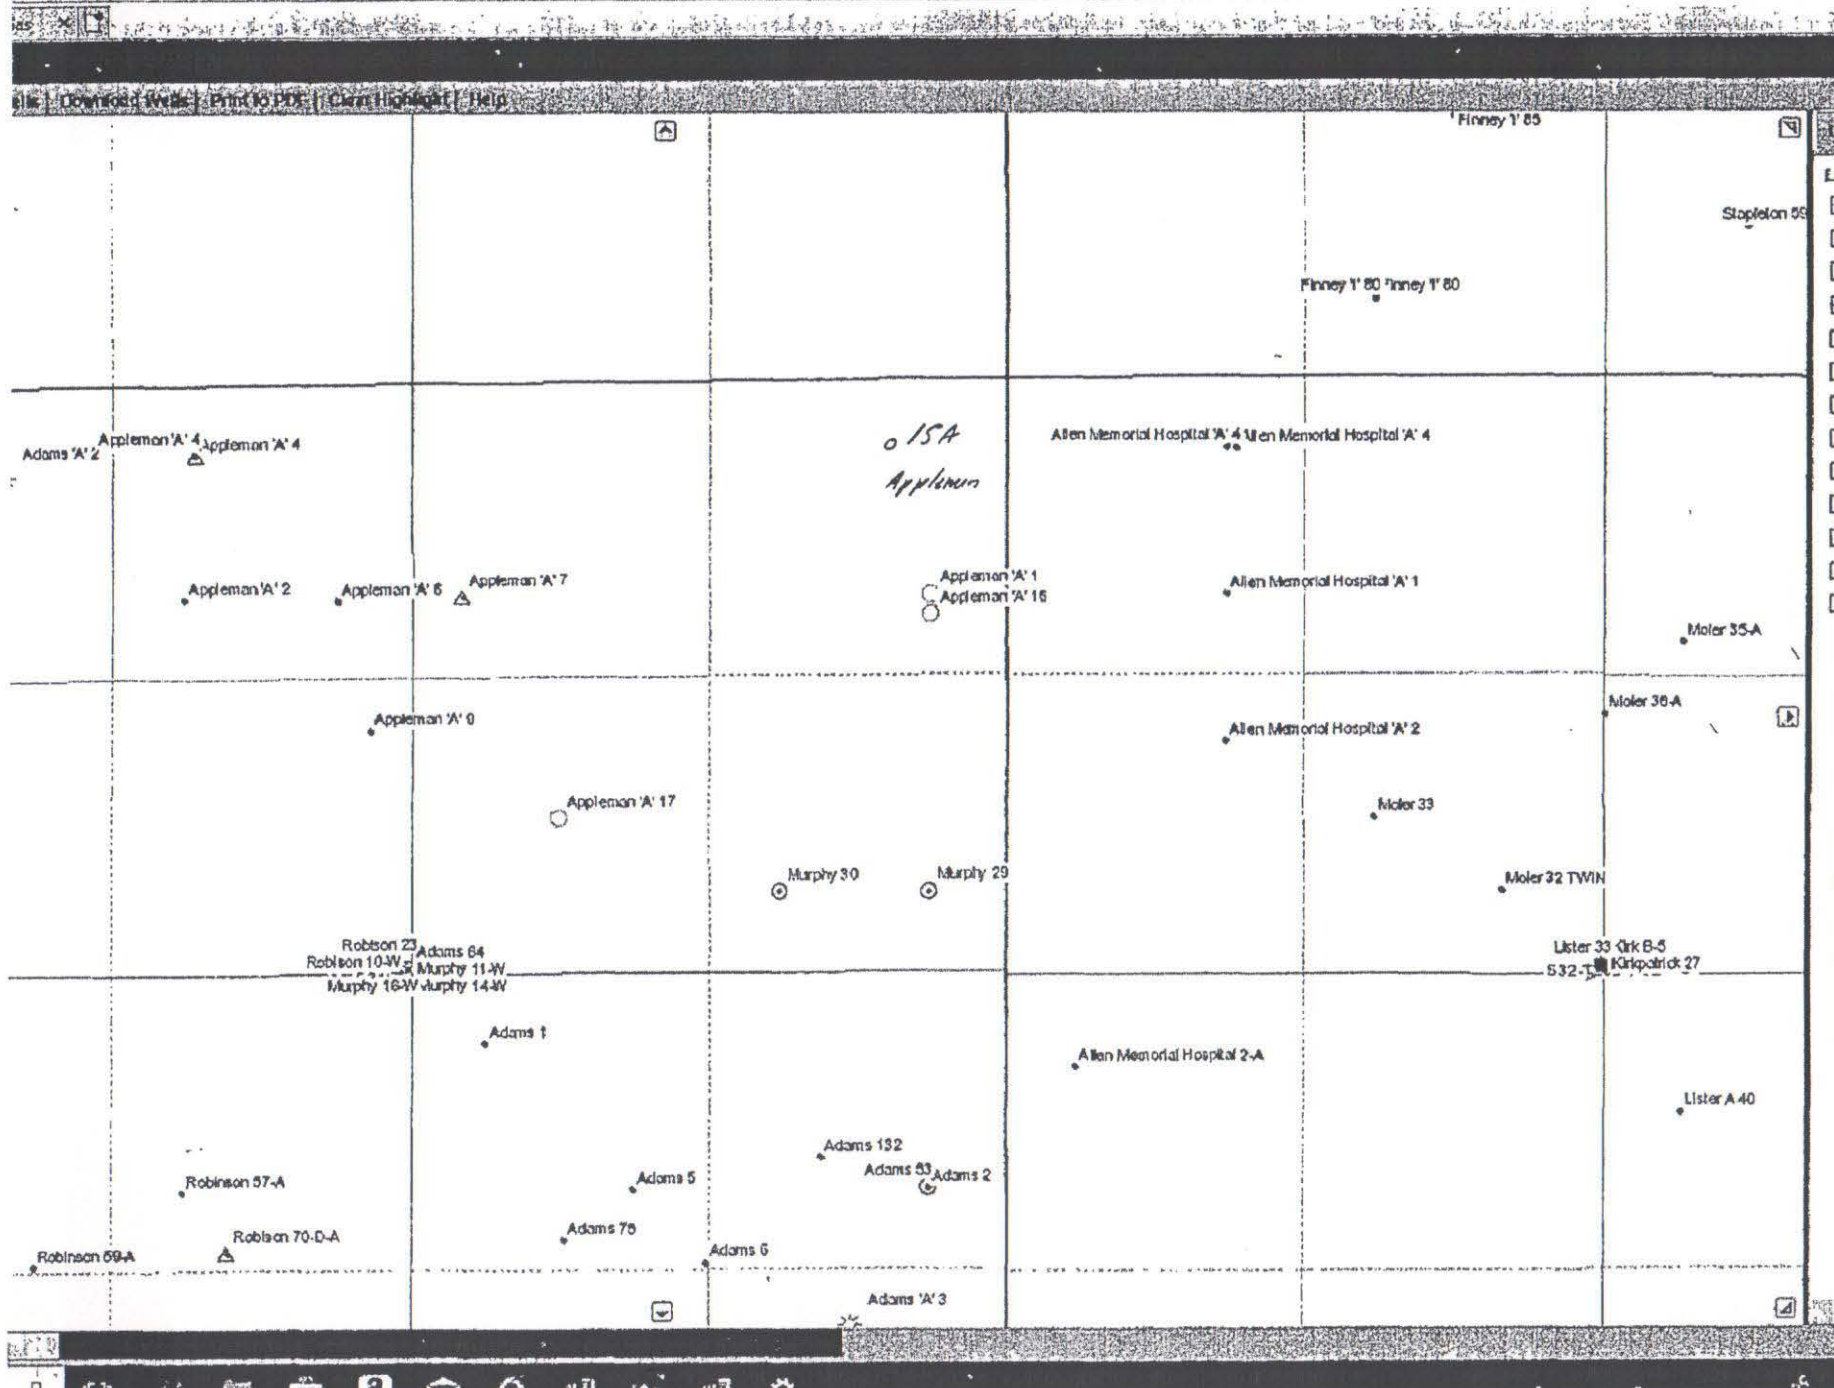 Download Wells | Print to PDF | Clear Highlight | Help
Finney 'I' 85
Stapleton 59
Finney 'I' 80
Finney 'I' 80
Appleman 'A' 4
Appleman 'A' 4
Adams 'A' 2
o 15A
Appleman
Allen Memorial Hospital 'A' 4
Allen Memorial Hospital 'A' 4
Appleman 'A' 2
Appleman 'A' 6
Appleman 'A' 7
Appleman 'A' 1
Appleman 'A' 16
Allen Memorial Hospital 'A' 1
Moler 35-A
Appleman 'A' 9
Allen Memorial Hospital 'A' 2
Moler 36-A
Appleman 'A' 17
Moler 33
Murphy 30
Murphy 29
Moler 32 TWIN
Robison 23
Adams 64
Robison 10-W
Murphy 11-W
Murphy 16-W
Murphy 14-W
Lister 33
Kirk B-5
S32-T
Kirkpatrick 27
Adams 1
Allen Memorial Hospital 2-A
Lister A 40
Adams 132
Adams 53
Adams 2
Robinson 57-A
Adams 5
Robison 70-D-A
Adams 75
Robinson 59-A
Adams 6
Adams 'A' 3